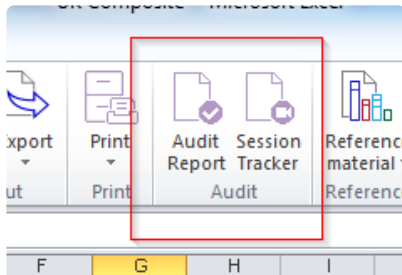 UK Composite - Microsoft Excel
xport Print Audit Report Session Tracker Reference material
ut Print Audit Reference
F G H I